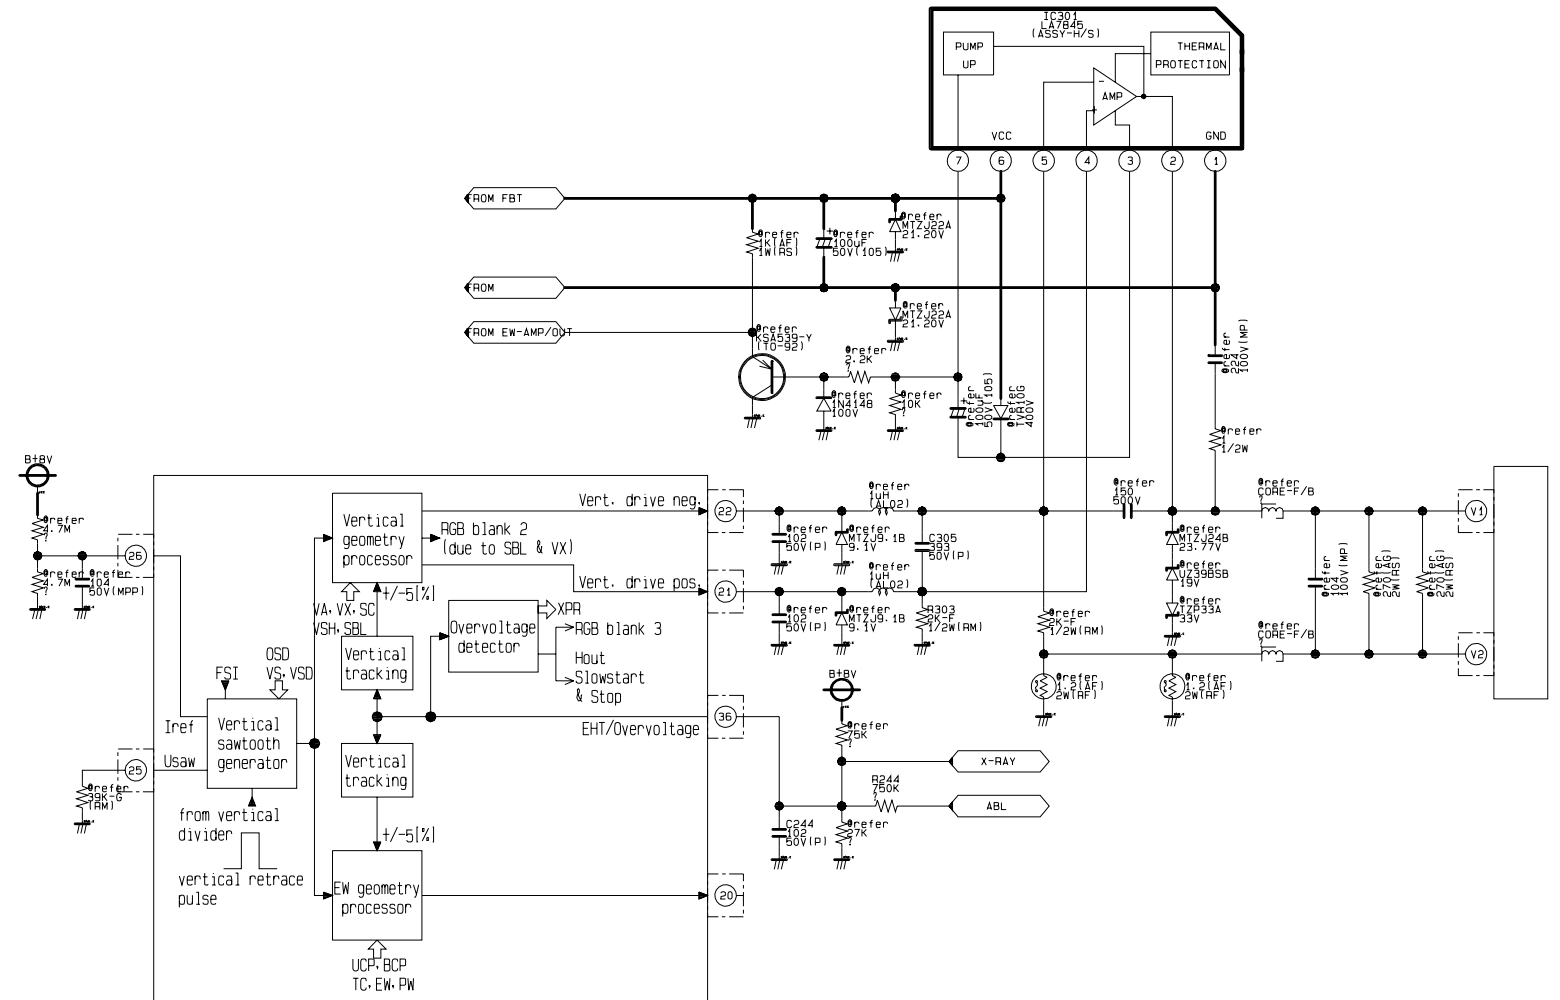 IC301
LA7845
(ASSY-H/S)
PUMP
UP
THERMAL
PROTECTION
AMP
-
+
VCC
GND
7
6
5
4
3
2
1
FROM FBT
@refer
1K(AF)
1W(RS)
+
@refer
100uF
50V(105)
@refer
MTZJ22A
21.20V
FROM
@refer
MTZJ22A
21.20V
FROM EW-AMP/OUT
@refer
KSA539-Y
(TO-92)
@refer
2.2K
?
@refer
1N4148
100V
@refer
10K
?
+
@refer
100uF
50V(105)
@refer
TVR10G
400V
@refer
224
100V(MP)
@refer
1
1/2W
B+8V
@refer
4.7M
?
@refer
4.7M
?
@refer
104
50V(MPP)
26
25
@refer
39K-G
(RM)
Iref
Usaw
FSI
OSD
VS,VSD
Vertical
sawtooth
generator
from vertical
divider
vertical retrace
pulse
Vertical
geometry
processor
VA,VX,SC
VSH,SBL
+/-5[%]
Vert. drive neg.
RGB blank 2
(due to SBL & VX)
Vert. drive pos.
Overvoltage
detector
XPR
RGB blank 3
Hout
Slowstart
& Stop
Vertical
tracking
EHT/Overvoltage
Vertical
tracking
+/-5[%]
EW geometry
processor
UCP,BCP
TC,EW,PW
22
21
36
20
@refer
102
50V(P)
@refer
MTZJ9.1B
9.1V
@refer
1uH
(AL02)
C305
393
50V(P)
@refer
102
50V(P)
@refer
MTZJ9.1B
9.1V
@refer
1uH
(AL02)
R303
2K-F
1/2W(RM)
@refer
150
500V
@refer
MTZJ24B
23.77V
@refer
UZ39BSB
19V
@refer
TZP33A
33V
@refer
2K-F
1/2W(RM)
@refer
1.2(AF)
2W(RF)
@refer
1.2(AF)
2W(RF)
@refer
CORE-F/B
?
@refer
CORE-F/B
?
@refer
104
100V(MP)
@refer
270(AG)
2W(RS)
@refer
270(AG)
2W(RS)
V1
V2
B+8V
@refer
75K
?
X-RAY
R244
750K
?
ABL
C244
102
50V(P)
@refer
27K
?